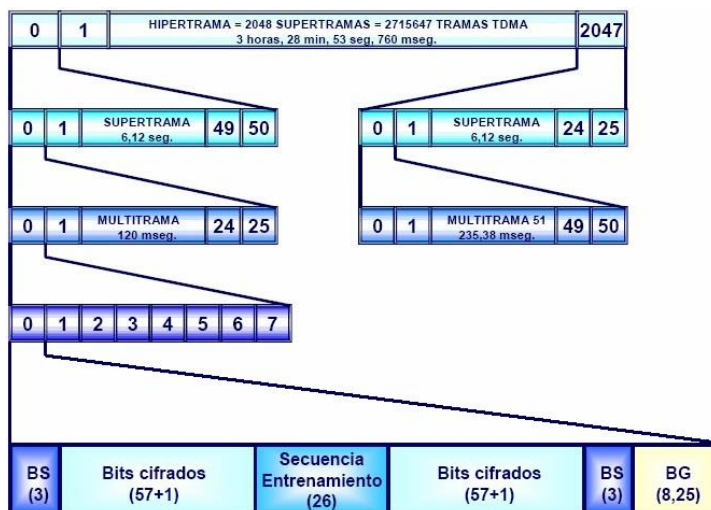 0 1 HIPERTRAMA = 2048 SUPERTRAMAS = 2715647 TRAMAS TDMA 2047
3 horas, 28 min, 53 seg, 760 mseg.
0 1 SUPERTRAMA 49 50
6,12 seg.
0 1 SUPERTRAMA 24 25
6,12 seg.
0 1 MULTITRAMA 24 25
120 mseg.
0 1 MULTITRAMA 51 49 50
235,38 mseg.
0 1 2 3 4 5 6 7
BS
(3)
Bits cifrados
(57+1)
Secuencia
Entrenamiento
(26)
Bits cifrados
(57+1)
BS
(3)
BG
(8,25)